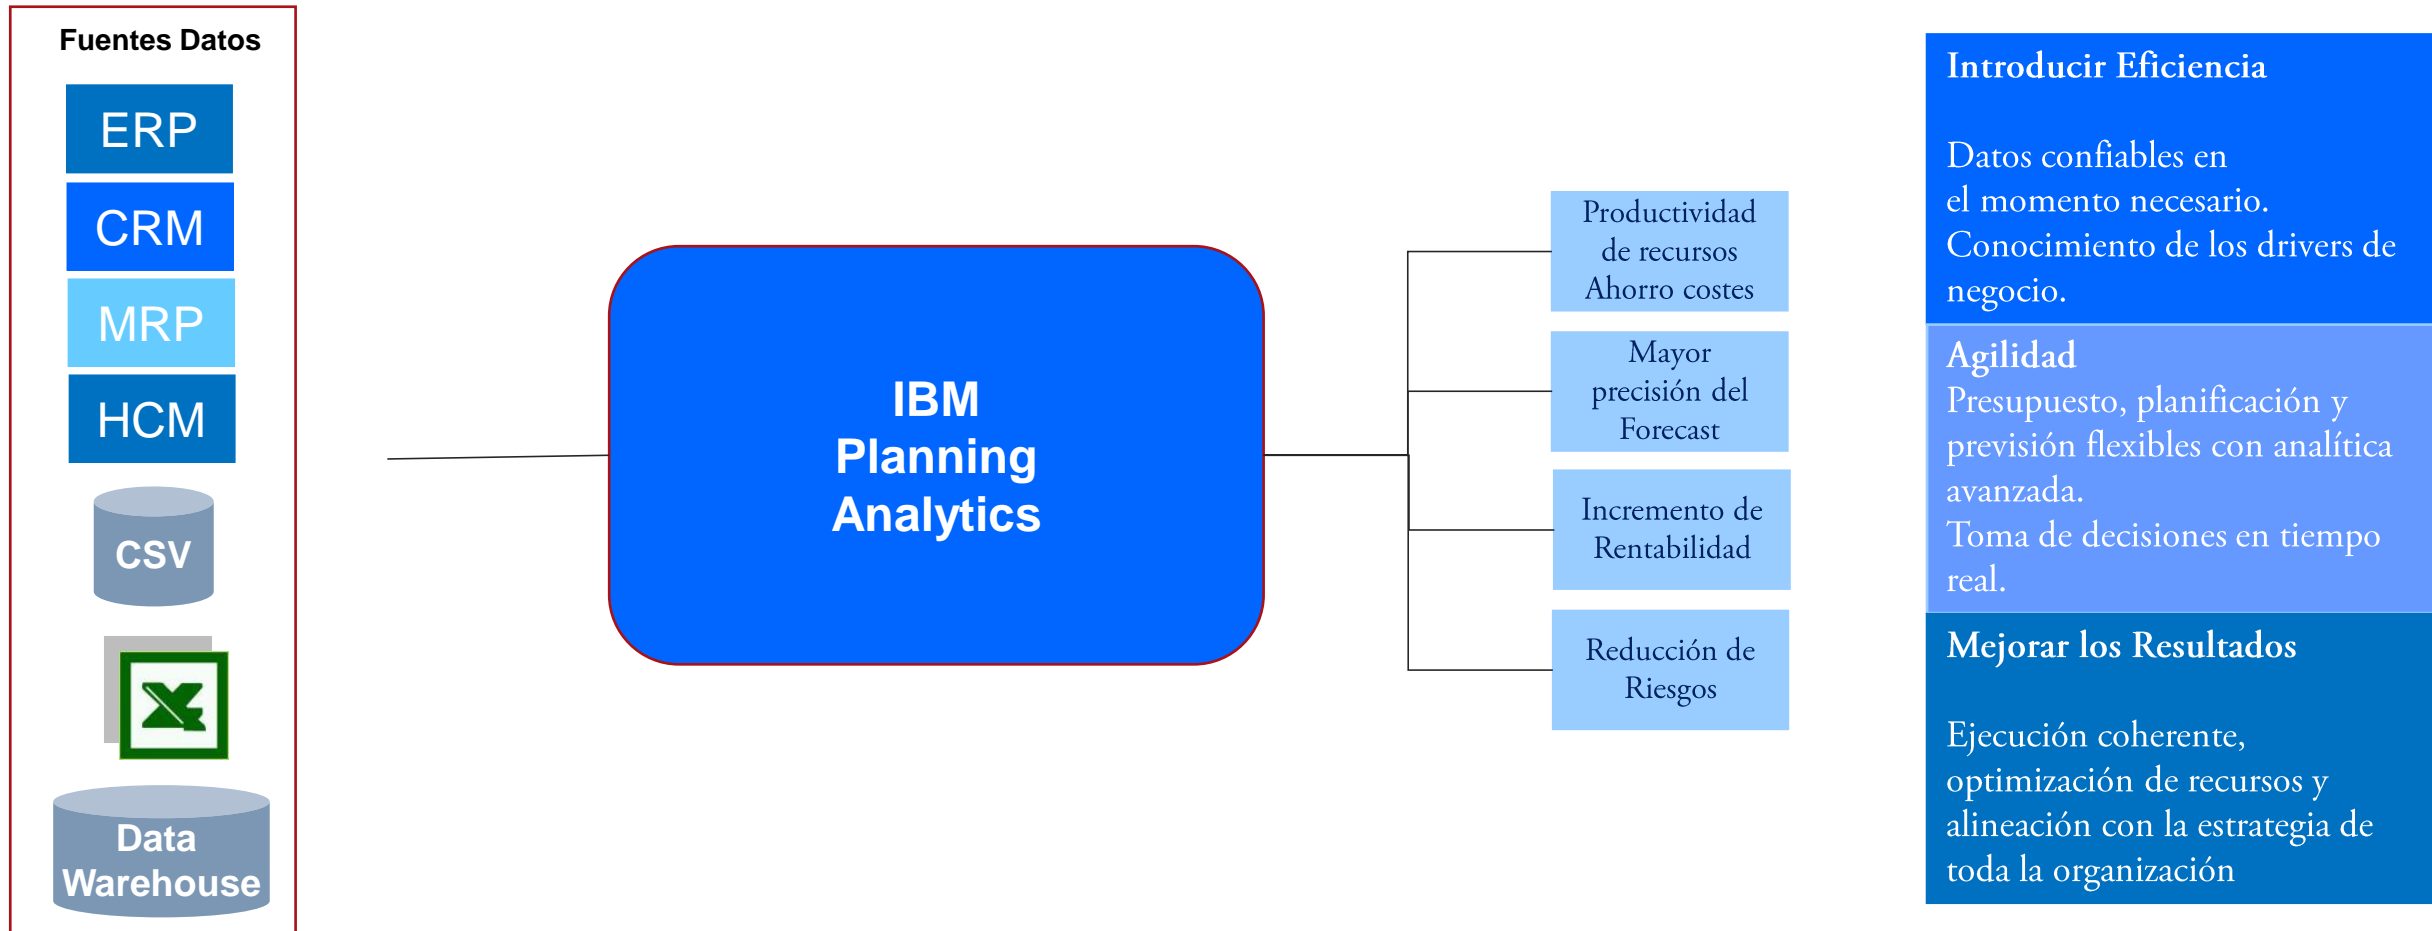 Fuentes Datos
ERP
CRM
MRP
HCM
CSV
Data
Warehouse
IBM
Planning
Analytics
Productividad
de recursos
Ahorro costes
Mayor
precisión del
Forecast
Incremento de
Rentabilidad
Reducción de
Riesgos
Introducir Eficiencia
Datos confiables en
el momento necesario.
Conocimiento de los drivers de
negocio.
Agilidad
Presupuesto, planificación y
previsión flexibles con analítica
avanzada.
Toma de decisiones en tiempo
real.
Mejorar los Resultados
Ejecución coherente,
optimización de recursos y
alineación con la estrategia de
toda la organización